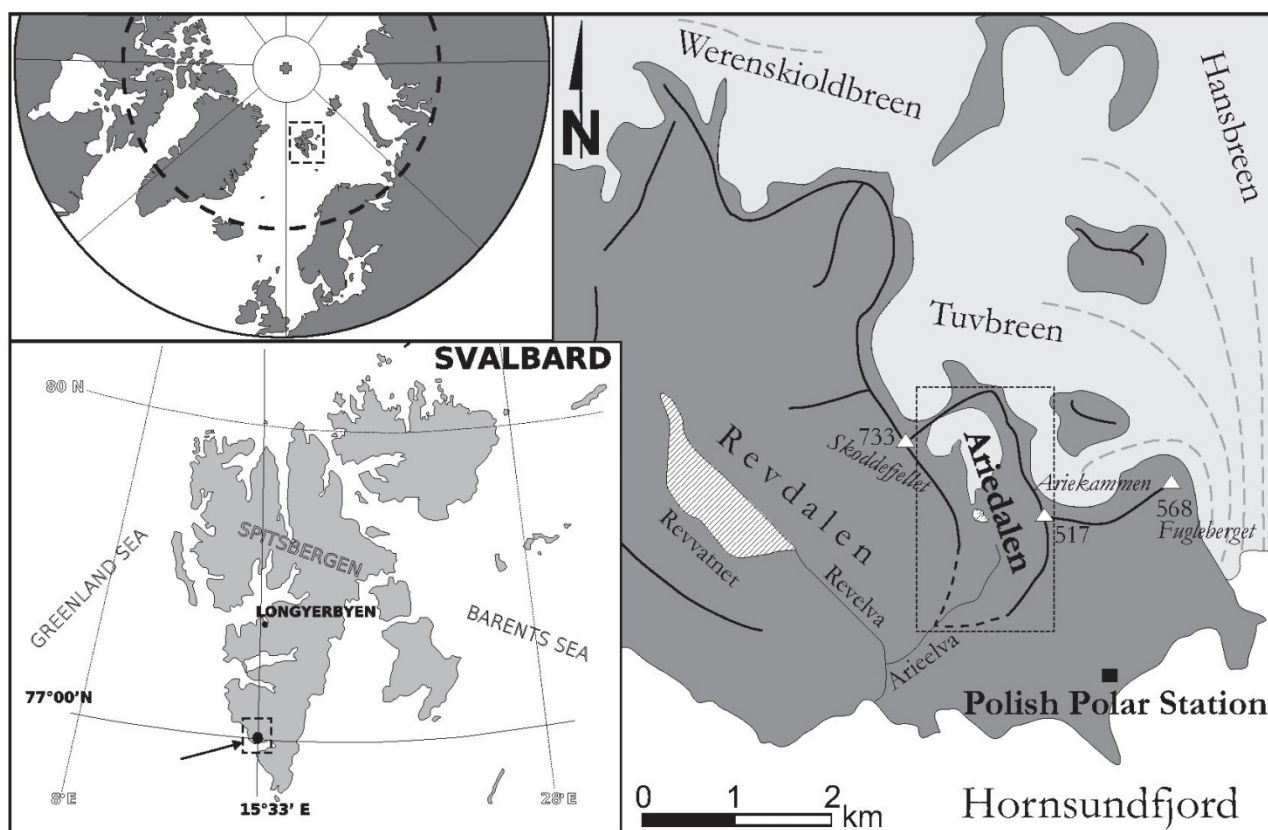 SVALBARD
80 N
SPITSBERGEN
GREENLAND SEA
LONGYERBYEN
BARENTS SEA
77°00'N
8°E
15°33' E
28°E
N
Werenskioldbreen
Hansbreen
Tuvbreen
733
Skoddefjellet
Ariedalen
Ariekammen
568
Fugleberget
517
Revdalen
Revvatnet
Revelva
Arieelva
Polish Polar Station
0 1 2
km
Hornsundfjord